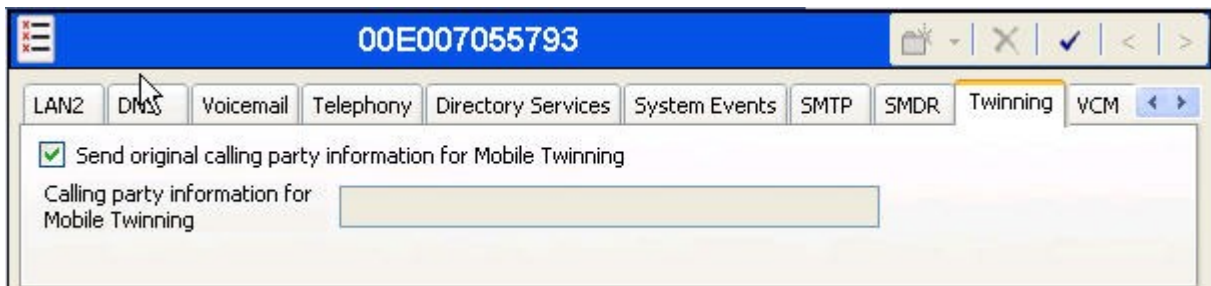 00E007055793
LAN2 DNS Voicemail Telephony Directory Services System Events SMTP SMDR Twinning VCM
Send original calling party information for Mobile Twinning
Calling party information for
Mobile Twinning